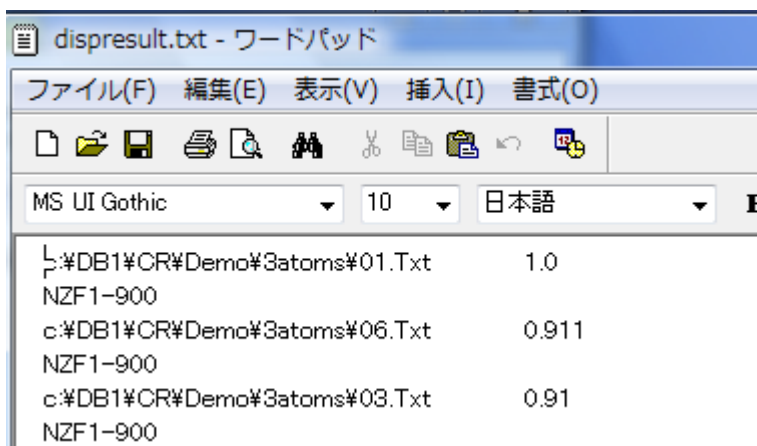 dispresult.txt - ワードパッド
ファイル(F) 編集(E) 表示(V) 挿入(I) 書式(O)
MS UI Gothic 10 日本語
c:¥DB1¥CR¥Demo¥3atoms¥01.Txt 1.0
NZF1-900
c:¥DB1¥CR¥Demo¥3atoms¥06.Txt 0.911
NZF1-900
c:¥DB1¥CR¥Demo¥3atoms¥03.Txt 0.91
NZF1-900